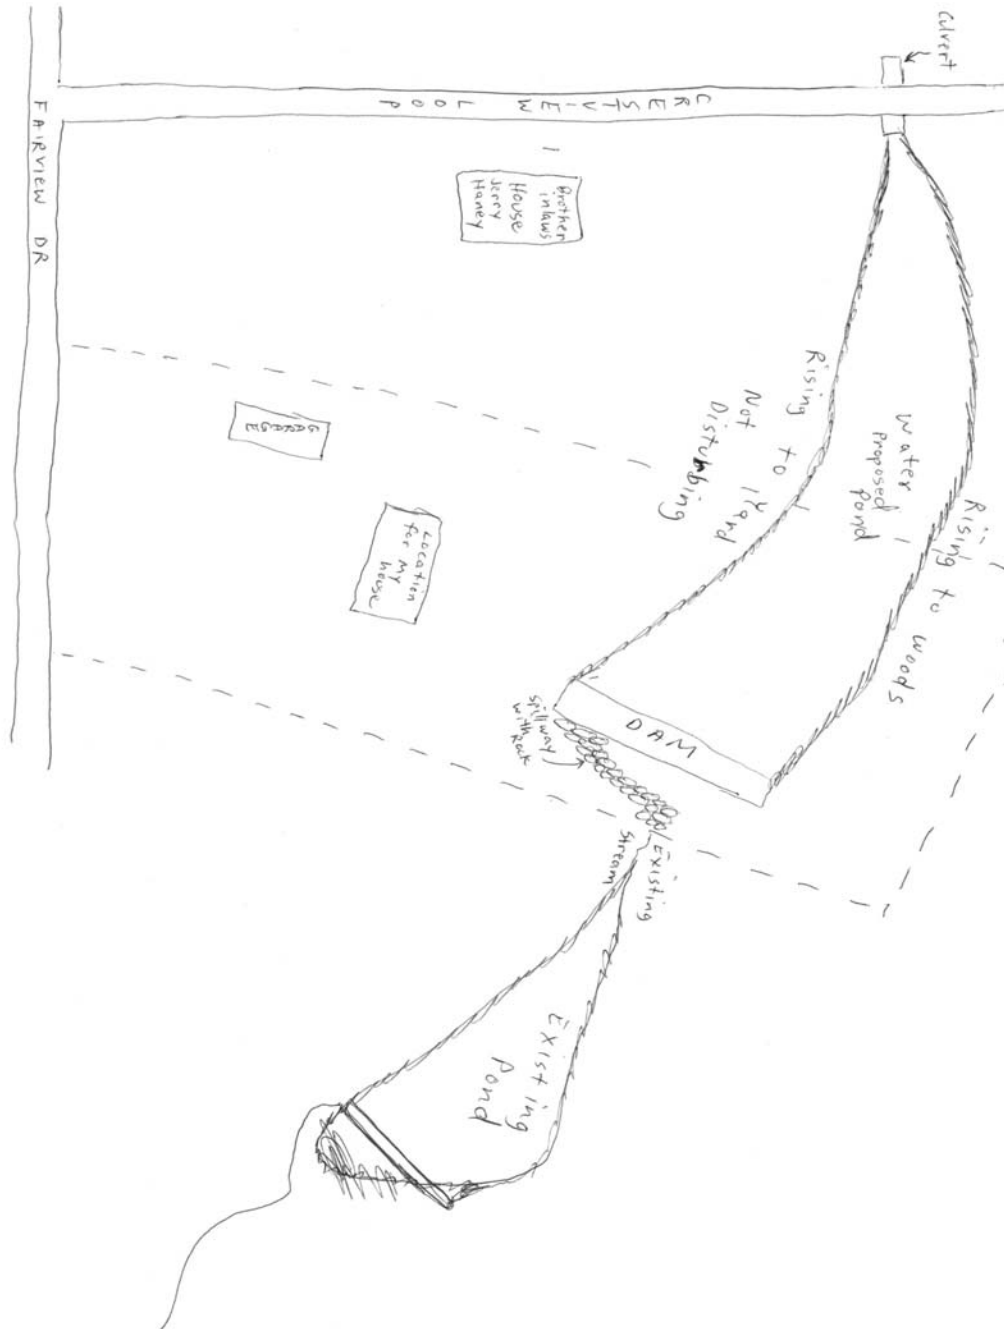 Culvert
CRESTVIEW LOOP
FAIRVIEW DR
Brother
inlaws
House
Jerry
Haney
GARAGE
Location
for my
house
Rising to Yard
Not
Distubbing
Water
Proposed
Pond
Rising to woods
DAM
Spillway
with Rock
Existing
Stream
Existing
Pond